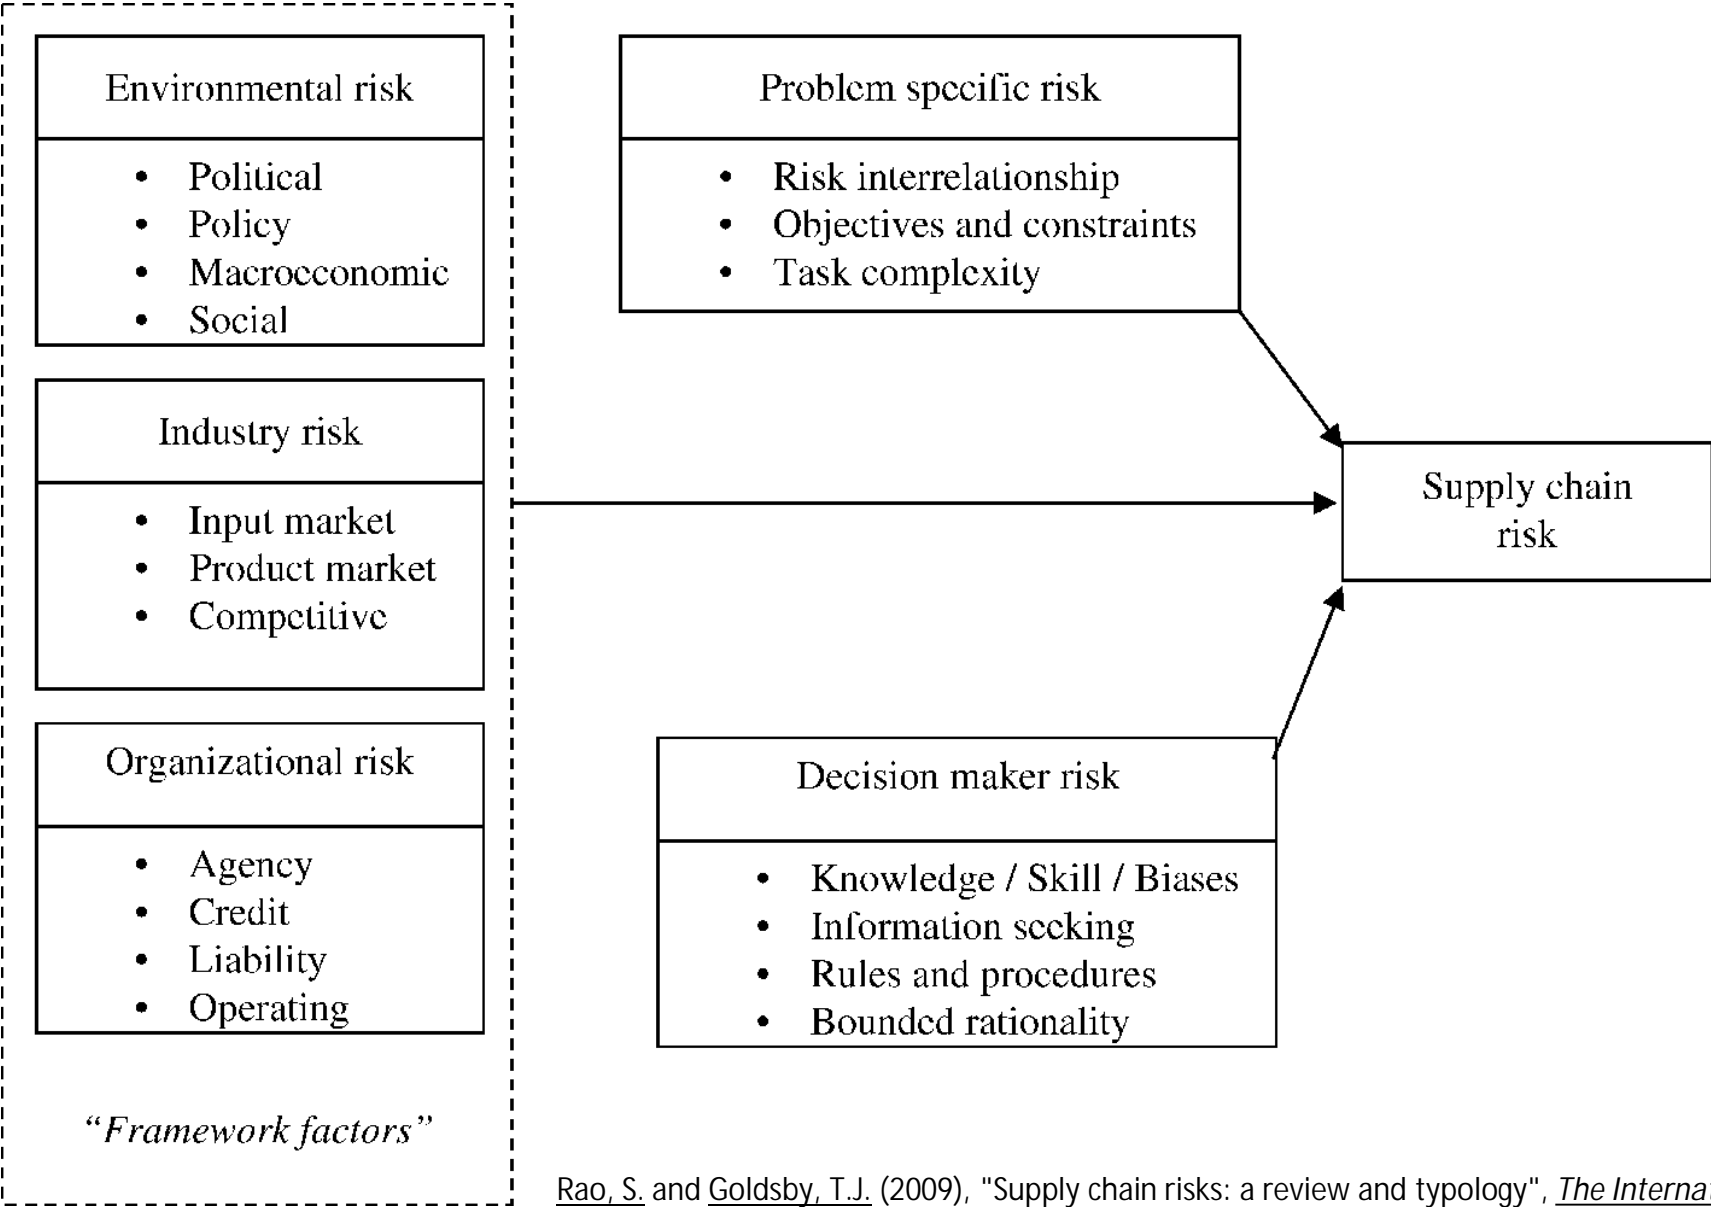 Environmental risk
• Political
• Policy
• Macroeconomic
• Social
Industry risk
• Input market
• Product market
• Competitive
Organizational risk
• Agency
• Credit
• Liability
• Operating
“Framework factors”
Problem specific risk
• Risk interrelationship
• Objectives and constraints
• Task complexity
Decision maker risk
• Knowledge / Skill / Biases
• Information seeking
• Rules and procedures
• Bounded rationality
Supply chain
risk
Rao, S. and Goldsby, T.J. (2009), "Supply chain risks: a review and typology", The Interna